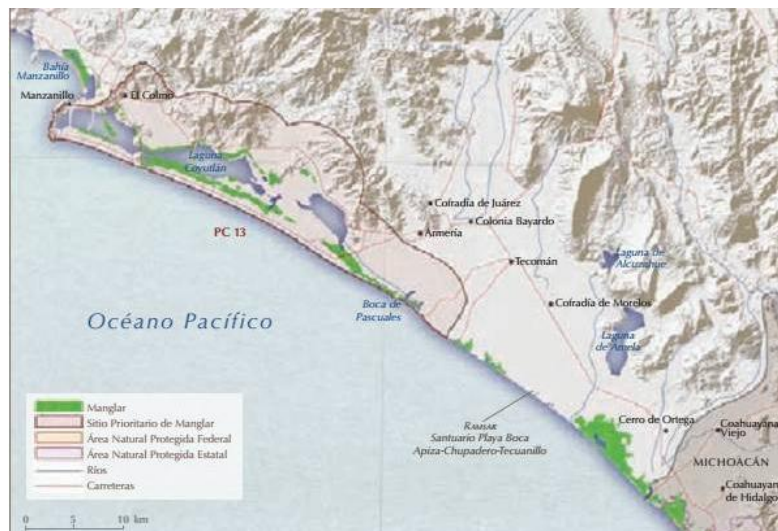 Bahía
Manzanillo
Manzanillo
El Colmo
Laguna
Coyutlán
Cofradía de Juárez
Colonia Bayardo
PC 13
Armería
Tecomán
Laguna de
Alcuzahue
Boca de
Pascuales
Cofradía de Morelos
Océano Pacífico
Laguna
de Amela
Manglar
Sitio Prioritario de Manglar
Área Natural Protegida Federal
Área Natural Protegida Estatal
Ríos
Carreteras
RAMSAR
Santuario Playa Boca
Apiza-Chupadero-Tecuanillo
Cerro de Ortega
Coahuayana
Viejo
MICHOACÁN
Coahuayana
de Hidalgo
0 5 10 km